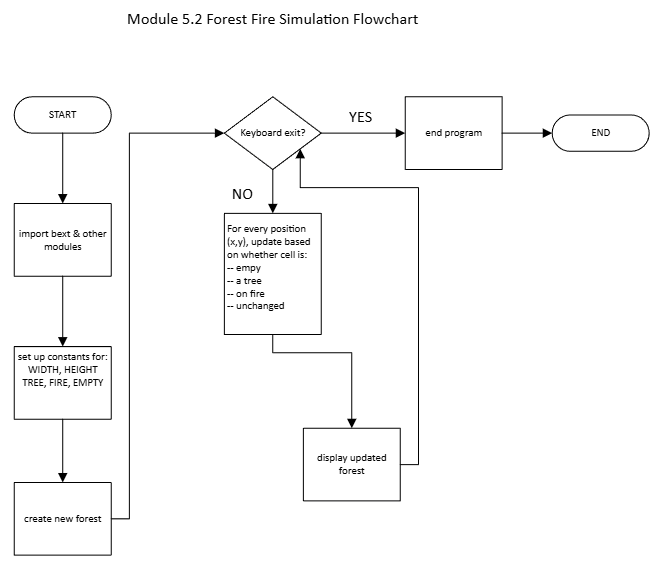 Module 5.2 Forest Fire Simulation Flowchart
START
import bext & other
modules
set up constants for:
WIDTH, HEIGHT
TREE, FIRE, EMPTY
create new forest
Keyboard exit?
YES
end program
END
NO
For every position
(x,y), update based
on whether cell is:
-- empy
-- a tree
-- on fire
-- unchanged
display updated
forest